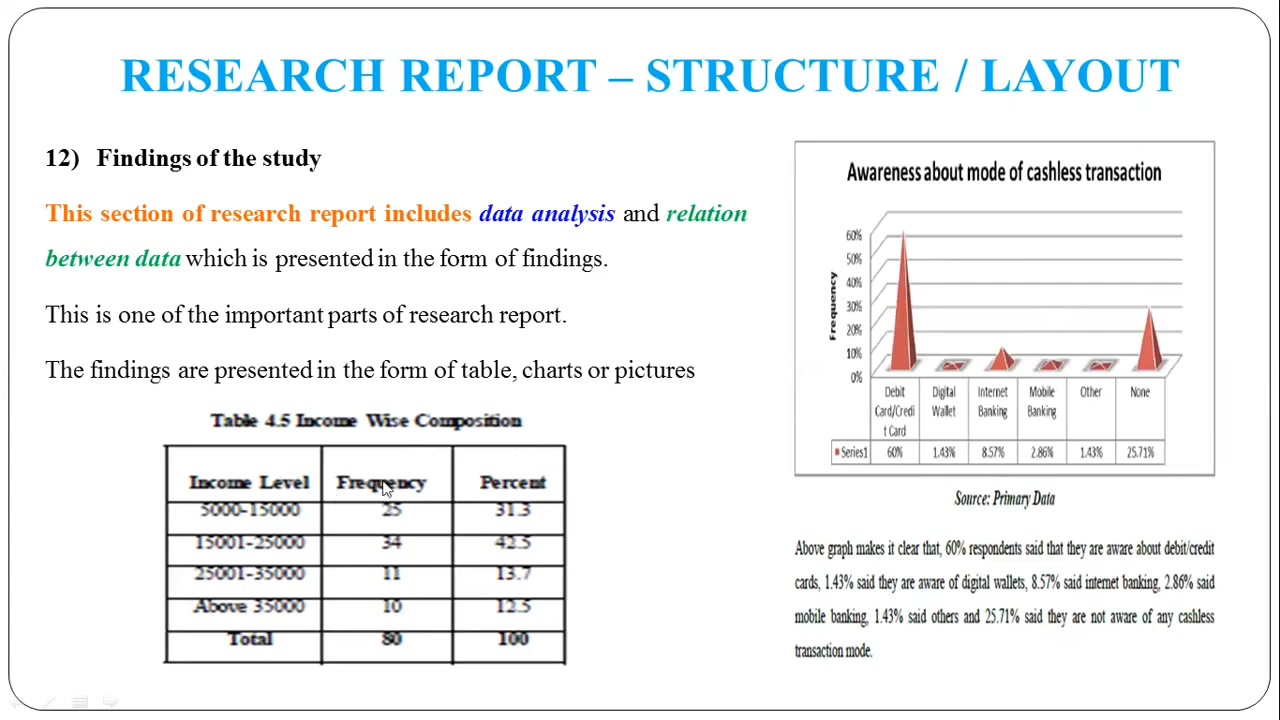 RESEARCH REPORT – STRUCTURE / LAYOUT
12) Findings of the study
This section of research report includes data analysis and relation
between data which is presented in the form of findings.
This is one of the important parts of research report.
The findings are presented in the form of table, charts or pictures
Table 4.5 Income Wise Composition
Income Level Frequency Percent
5000-15000 25 31.3
15001-25000 34 42.5
25001-35000 11 13.7
Above 35000 10 12.5
Total 80 100
Awareness about mode of cashless transaction
Frequency
60%
50%
40%
30%
20%
10%
0%
Debit Digital Internet Mobile Other None
Card/Credi Wallet Banking Banking
t Card
Series1 60% 1.43% 8.57% 2.86% 1.43% 25.71%
Source: Primary Data
Above graph makes it clear that, 60% respondents said that they are aware about debit/credit
cards, 1.43% said they are aware of digital wallets, 8.57% said internet banking, 2.86% said
mobile banking, 1.43% said others and 25.71% said they are not aware of any cashless
transaction mode.